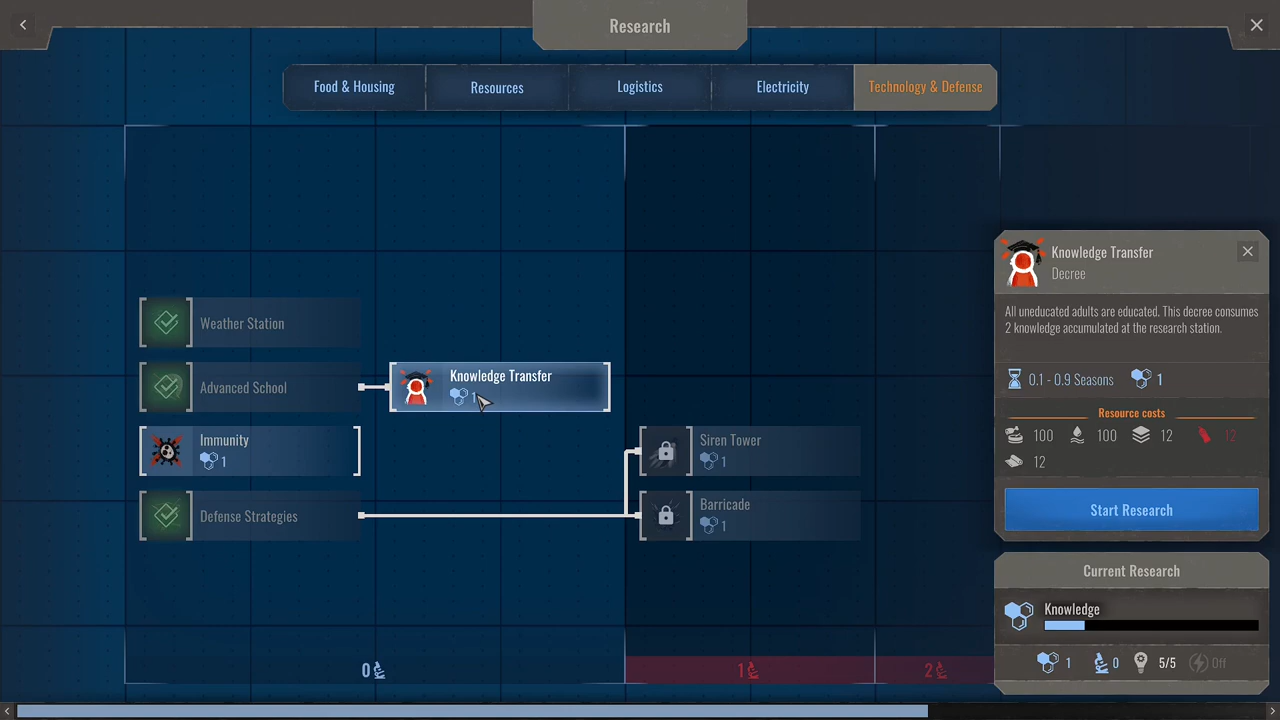 Research
Food & Housing
Resources
Logistics
Electricity
Technology & Defense
Weather Station
Advanced School
Knowledge Transfer
1
Immunity
1
Defense Strategies
Siren Tower
1
Barricade
1
0
1
2
Knowledge Transfer
Decree
All uneducated adults are educated. This decree consumes
2 knowledge accumulated at the research station.
0.1 - 0.9 Seasons 1
Resource costs
100 100 12 12
12
Start Research
Current Research
Knowledge
1 0 5/5 Off